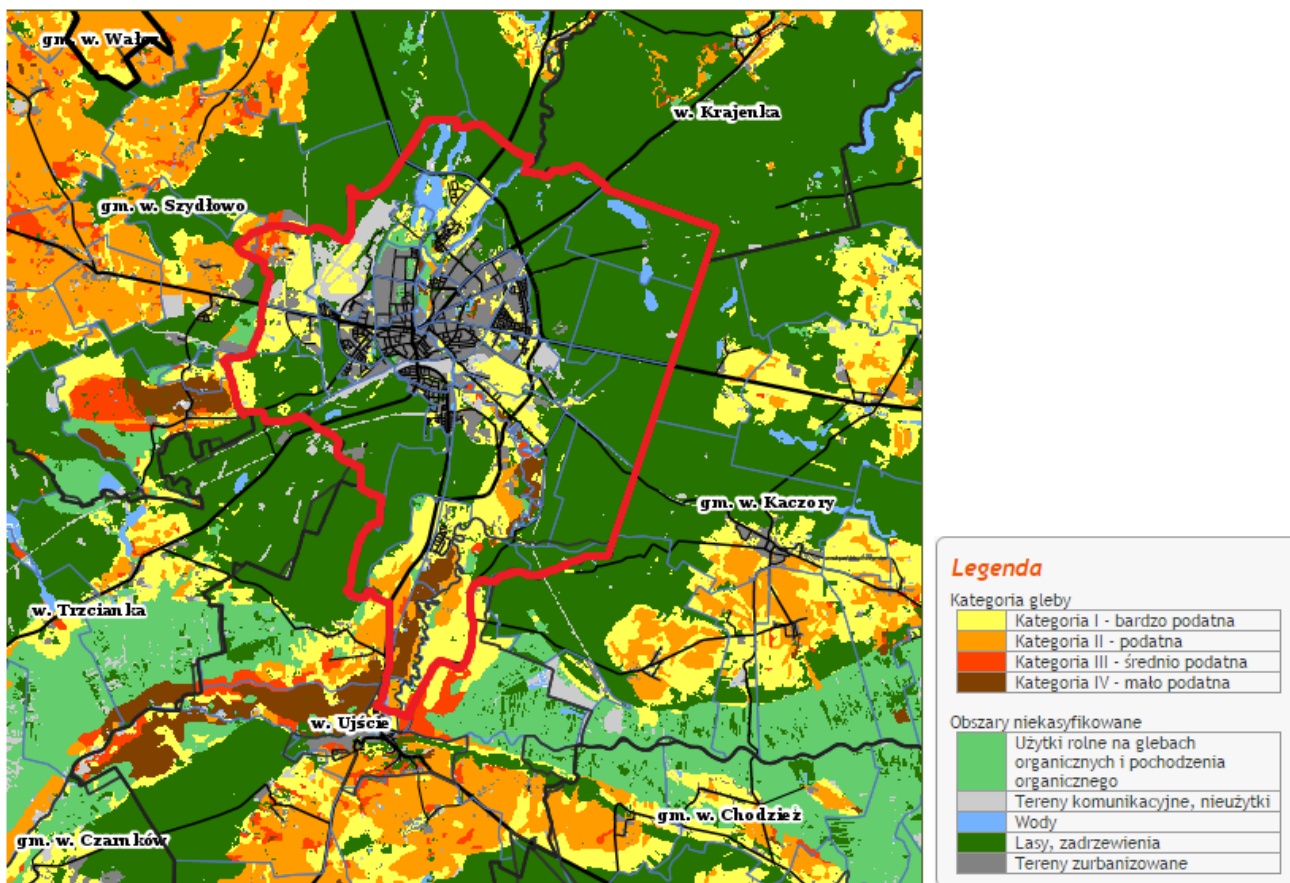 gm. w. Wałcz
w. Krajenka
gm. w. Szydłowo
gm. w. Kaczory
w. Trzcianka
w. Ujście
gm. w. Chodzież
gm. w. Czarnków
Legenda
Kategoria gleby
Kategoria I - bardzo podatna
Kategoria II - podatna
Kategoria III - średnio podatna
Kategoria IV - mało podatna
Obszary niekasyfikowane
Użytki rolne na glebach
organicznych i pochodzenia
organicznego
Tereny komunikacyjne, nieużytki
Wody
Lasy, zadrzewienia
Tereny zurbanizowane